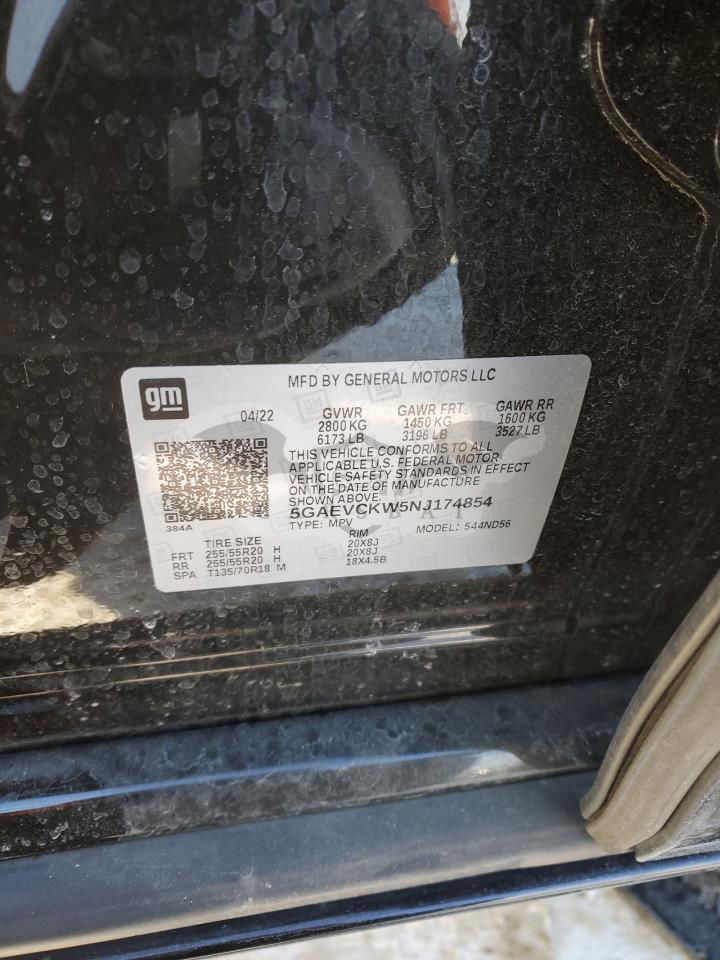 gm
MFD BY GENERAL MOTORS LLC
04/22 GVWR GAWR FRT. GAWR RR
2800 KG 1450 KG 1600 KG
6173 LB 3196 LB 3527 LB
THIS VEHICLE CONFORMS TO ALL
APPLICABLE U.S. FEDERAL MOTOR
VEHICLE SAFETY STANDARDS IN EFFECT
ON THE DATE OF MANUFACTURE
SHOWN ABOVE.
384A
5GAEVCKW5NJ174854
TYPE: MPV MODEL: 544ND56
TIRE SIZE RIM
FRT 255/55R20 H 20X8J
RR 255/55R20 H 20X8J
SPA T135/70R18 M 18X4.5B